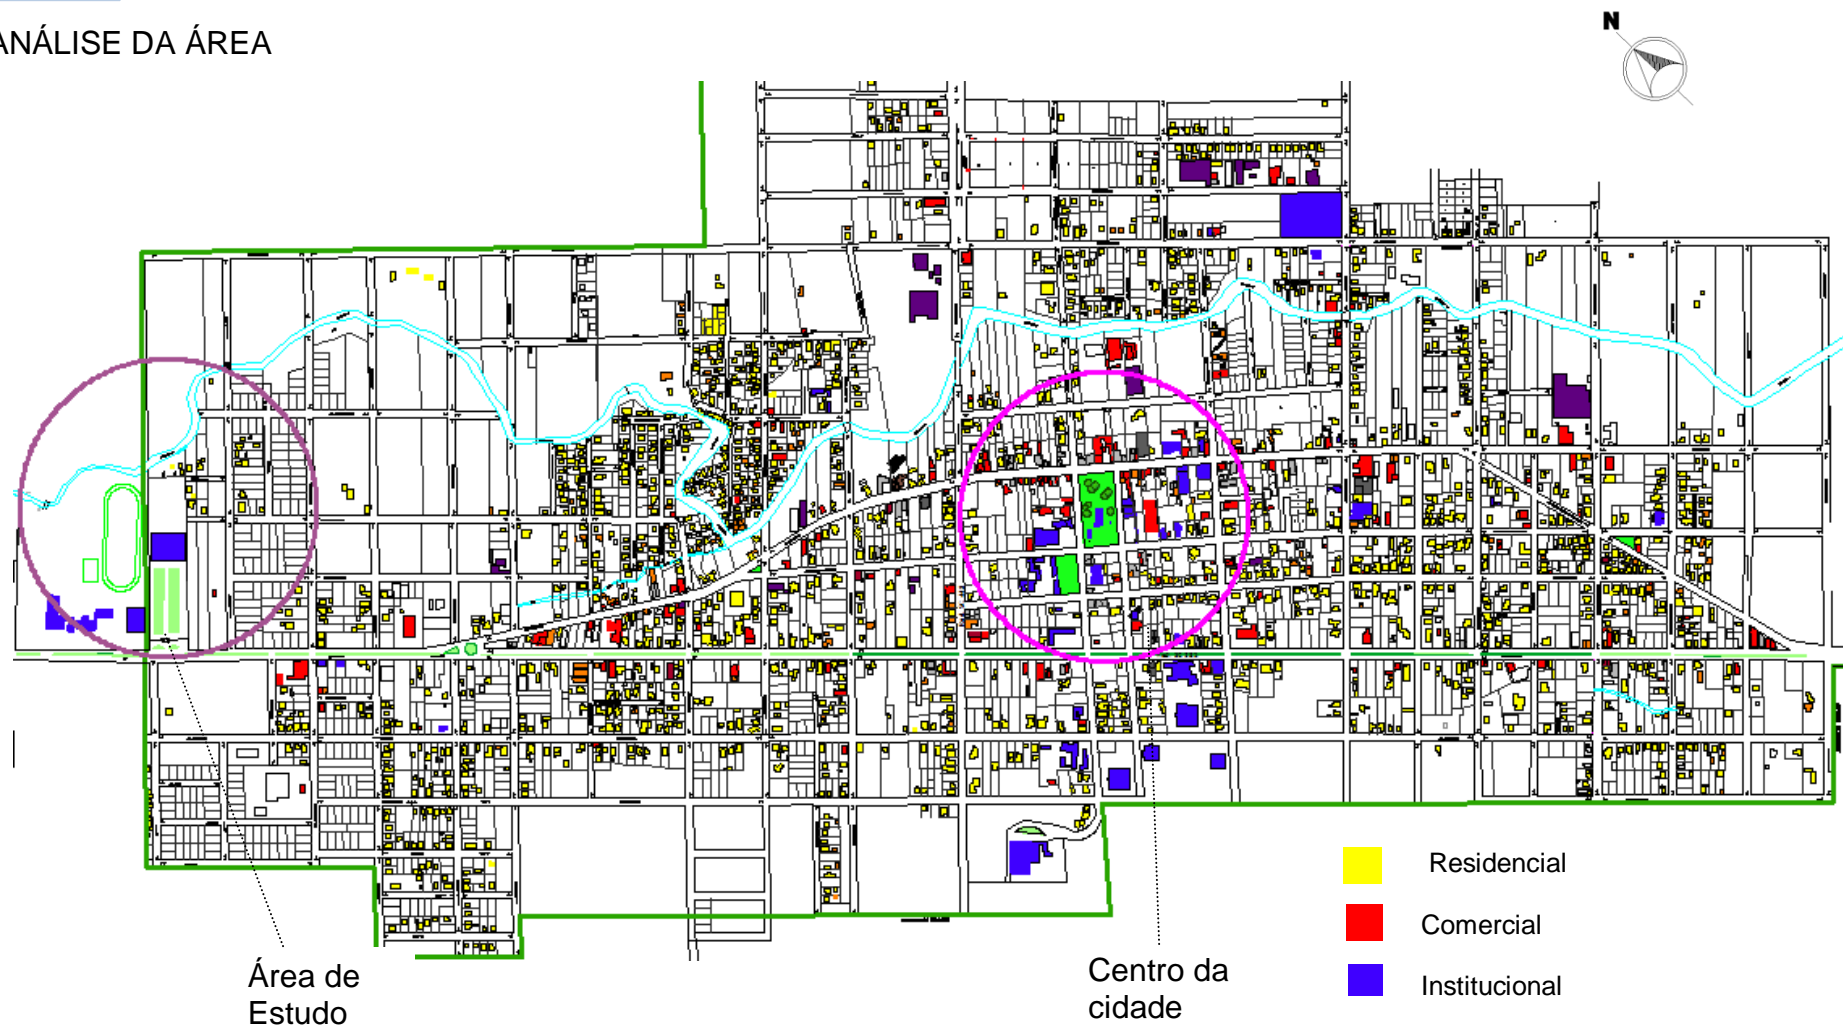 N
ANÁLISE DA ÁREA
Residencial
Comercial
Institucional
Área de
Estudo
Centro da
cidade